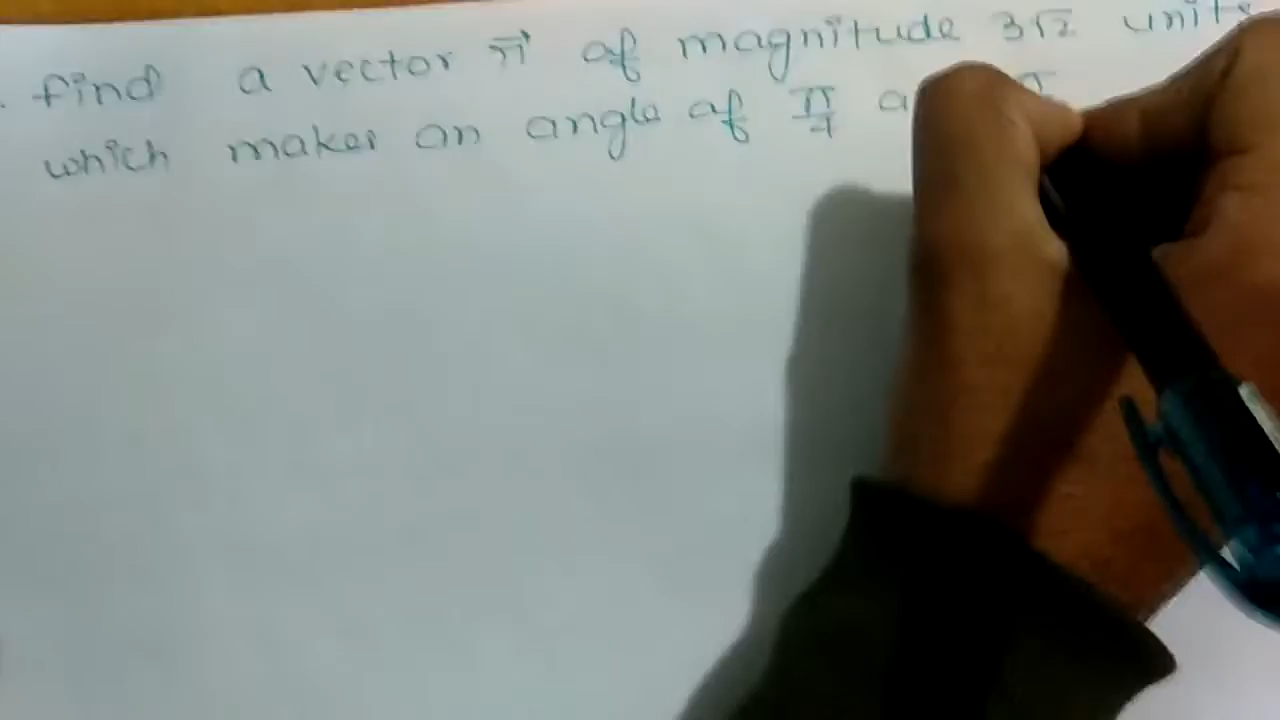 find a vector r⃗ of magnitude 3√2 units
which makes an angle of π/4